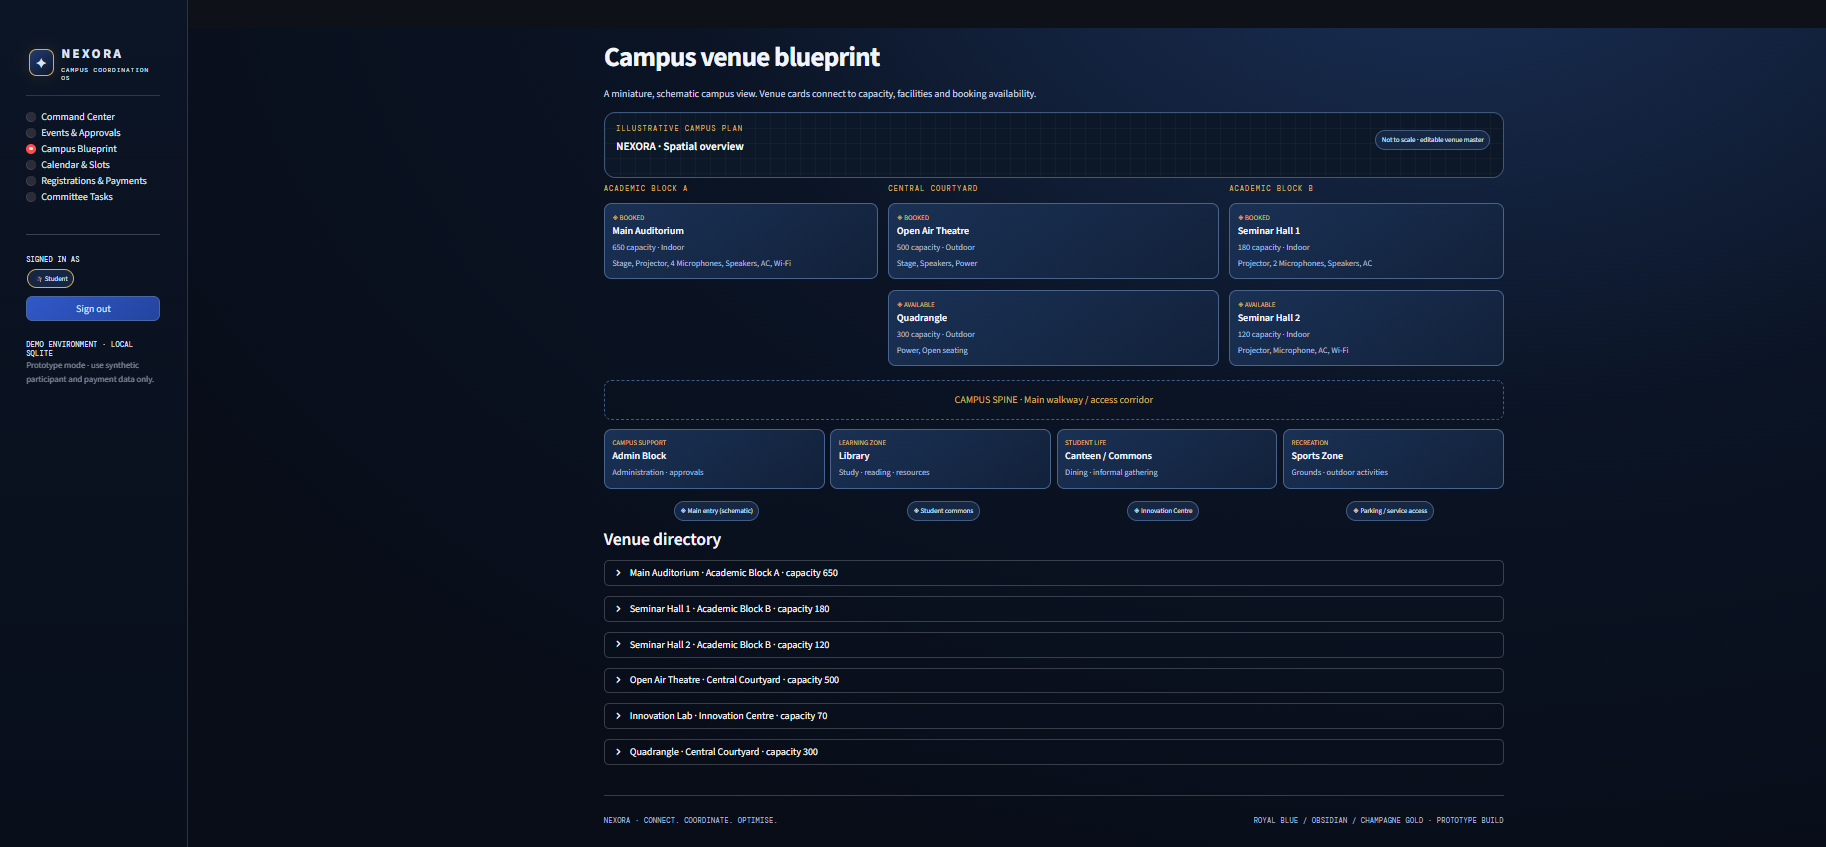 NEXORA
CAMPUS COORDINATION
OS
Command Center
Events & Approvals
Campus Blueprint
Calendar & Slots
Registrations & Payments
Committee Tasks
SIGNED IN AS
Student
Sign out
DEMO ENVIRONMENT · LOCAL
SQLITE
Prototype mode - use synthetic
participant and payment data only.
Campus venue blueprint
A miniature, schematic campus view. Venue cards connect to capacity, facilities and booking availability.
ILLUSTRATIVE CAMPUS PLAN
NEXORA · Spatial overview
Not to scale · editable venue master
ACADEMIC BLOCK A
BOOKED
Main Auditorium
650 capacity · Indoor
Stage, Projector, 4 Microphones, Speakers, AC, Wi-Fi
CENTRAL COURTYARD
BOOKED
Open Air Theatre
500 capacity · Outdoor
Stage, Speakers, Power
AVAILABLE
Quadrangle
300 capacity · Outdoor
Power, Open seating
ACADEMIC BLOCK B
BOOKED
Seminar Hall 1
180 capacity · Indoor
Projector, 2 Microphones, Speakers, AC
AVAILABLE
Seminar Hall 2
120 capacity · Indoor
Projector, Microphone, AC, Wi-Fi
CAMPUS SPINE · Main walkway / access corridor
CAMPUS SUPPORT
Admin Block
Administration · approvals
LEARNING ZONE
Library
Study · reading · resources
STUDENT LIFE
Canteen / Commons
Dining · informal gathering
RECREATION
Sports Zone
Grounds · outdoor activities
Main entry (schematic)
Student commons
Innovation Centre
Parking / service access
Venue directory
Main Auditorium · Academic Block A · capacity 650
Seminar Hall 1 · Academic Block B · capacity 180
Seminar Hall 2 · Academic Block B · capacity 120
Open Air Theatre · Central Courtyard · capacity 500
Innovation Lab · Innovation Centre · capacity 70
Quadrangle · Central Courtyard · capacity 300
NEXORA · CONNECT. COORDINATE. OPTIMISE.
ROYAL BLUE / OBSIDIAN / CHAMPAGNE GOLD · PROTOTYPE BUILD